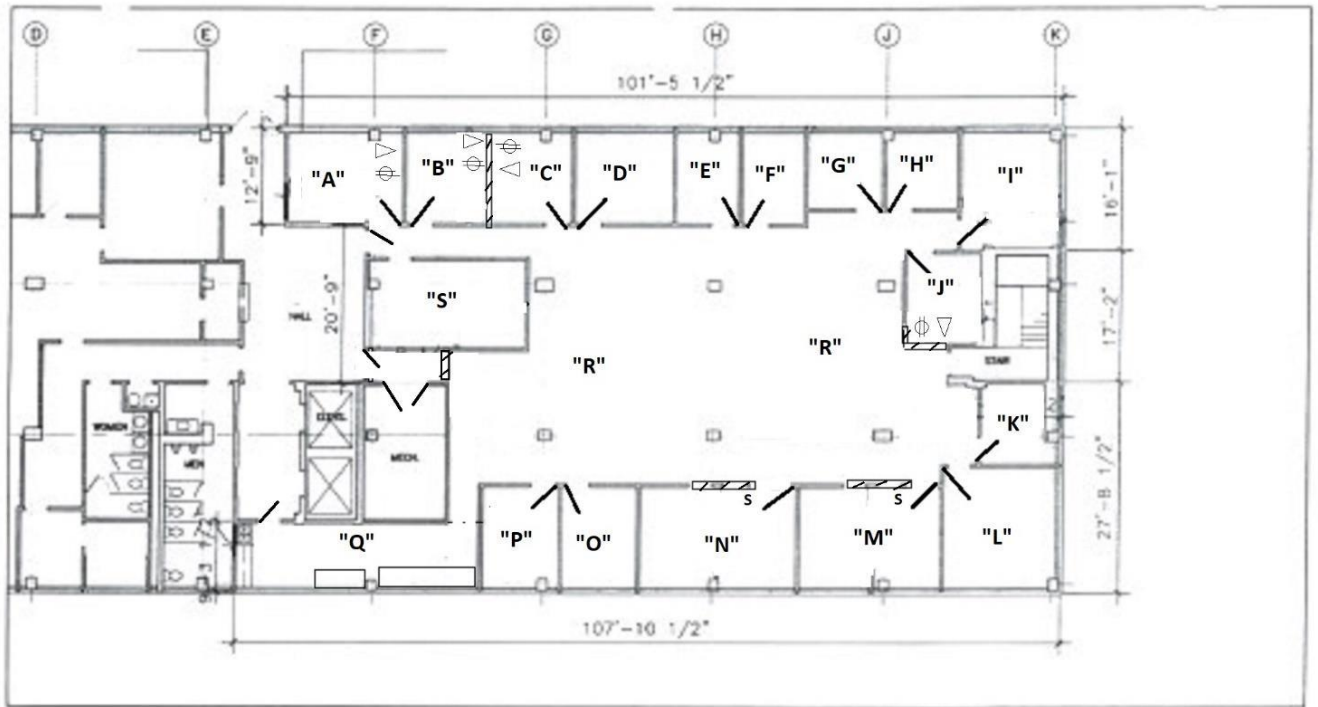 D E F G H J K
101'-5 1/2"
12'-9"
"A" "B" "C" "D" "E" "F" "G" "H" "I"
16'-1"
20'-9"
HALL
"S"
"J"
17'-2"
"R" "R"
STAIR
ELEV.
WOMEN
MEN
MECH.
"K"
27'-8 1/2"
S S
"Q" "P" "O" "N" "M" "L"
107'-10 1/2"